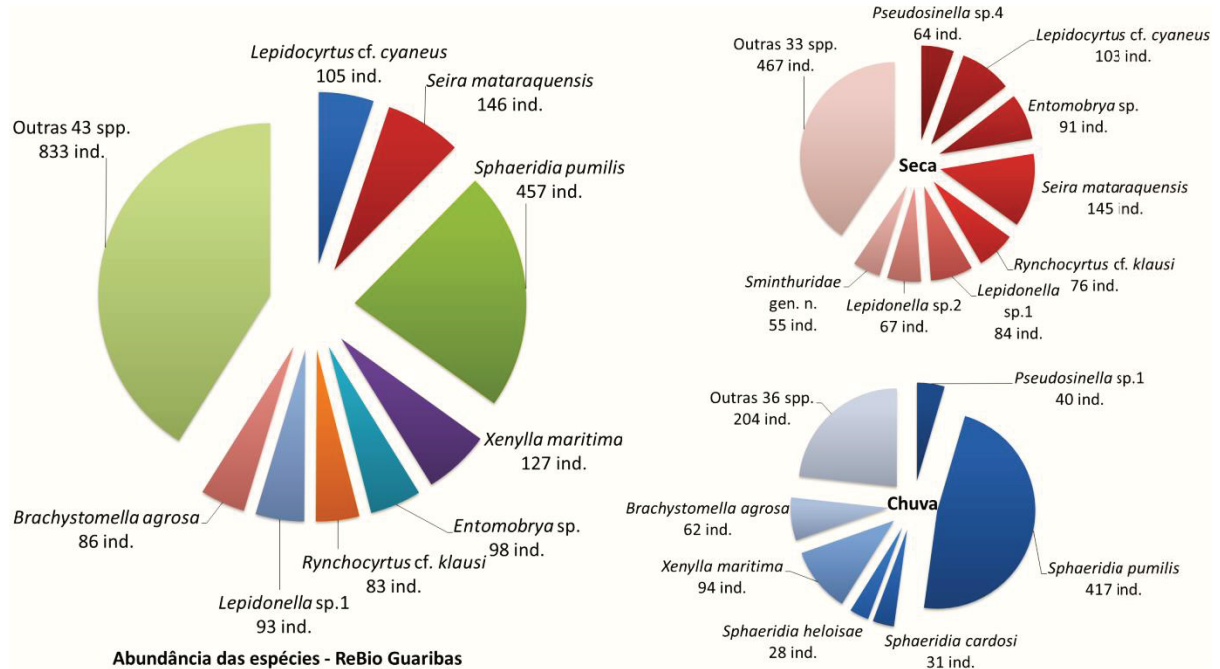 Lepidocyrtus cf. cyaneus
105 ind.
Seira mataraquensis
146 ind.
Sphaeridia pumilis
457 ind.
Xenylla maritima
127 ind.
Entomobrya sp.
98 ind.
Rynchocyrtus cf. klausi
83 ind.
Lepidonella sp.1
93 ind.
Brachystomella agrosa
86 ind.
Outras 43 spp.
833 ind.
Abundância das espécies - ReBio Guaribas
Pseudosinella sp.4
64 ind.
Lepidocyrtus cf. cyaneus
103 ind.
Entomobrya sp.
91 ind.
Seira mataraquensis
145 ind.
Rynchocyrtus cf. klausi
76 ind.
Lepidonella
sp.1
84 ind.
Lepidonella sp.2
67 ind.
Sminthuridae
gen. n.
55 ind.
Outras 33 spp.
467 ind.
Seca
Pseudosinella sp.1
40 ind.
Sphaeridia pumilis
417 ind.
Sphaeridia cardosi
31 ind.
Sphaeridia heloisae
28 ind.
Xenylla maritima
94 ind.
Brachystomella agrosa
62 ind.
Outras 36 spp.
204 ind.
Chuva